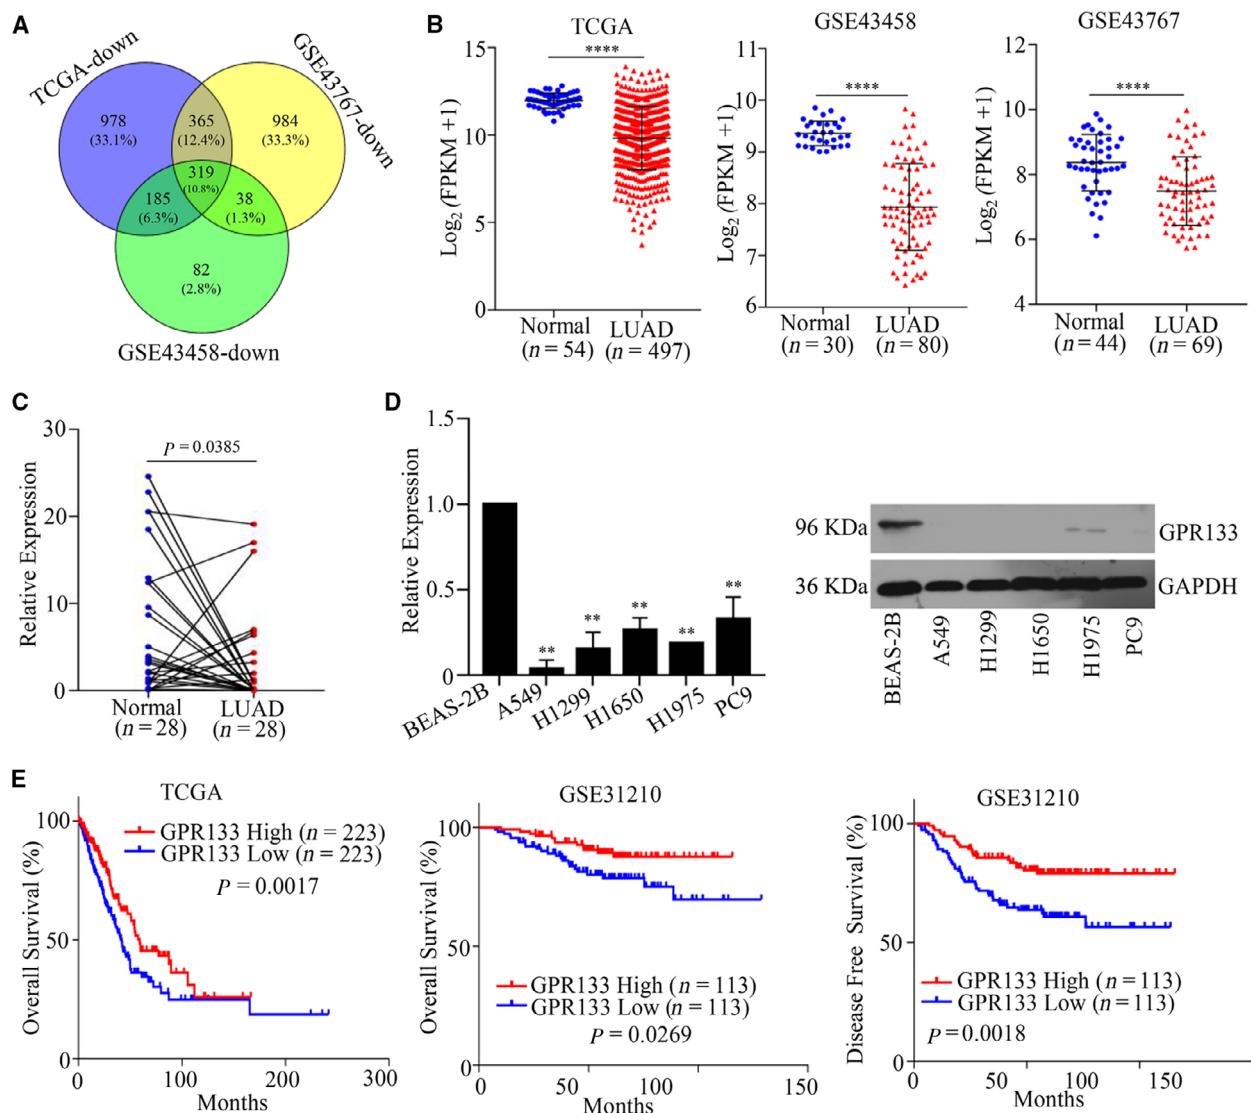 A
TCGA-down
GSE43767-down
978
(33.1%)
365
(12.4%)
984
(33.3%)
319
(10.8%)
185
(6.3%)
38
(1.3%)
82
(2.8%)
GSE43458-down
B
TCGA
****
Log2 (FPKM +1)
15
10
5
0
Normal
(n = 54)
LUAD
(n = 497)
GSE43458
****
Log2 (FPKM +1)
11
10
9
8
7
6
Normal
(n = 30)
LUAD
(n = 80)
GSE43767
****
Log2 (FPKM +1)
12
10
8
6
4
Normal
(n = 44)
LUAD
(n = 69)
C
Relative Expression
30
20
10
0
P = 0.0385
Normal
(n = 28)
LUAD
(n = 28)
D
Relative Expression
1.5
1.0
0.5
0
**
**
**
**
**
BEAS-2B
A549
H1299
H1650
H1975
PC9
96 KDa
GPR133
36 KDa
GAPDH
BEAS-2B
A549
H1299
H1650
H1975
PC9
E
TCGA
Overall Survival (%)
100
50
0
GPR133 High (n = 223)
GPR133 Low (n = 223)
P = 0.0017
0
100
200
300
Months
GSE31210
Overall Survival (%)
100
50
0
GPR133 High (n = 113)
GPR133 Low (n = 113)
P = 0.0269
0
50
100
150
Months
GSE31210
Disease Free Survival (%)
100
50
0
GPR133 High (n = 113)
GPR133 Low (n = 113)
P = 0.0018
0
50
100
150
Months